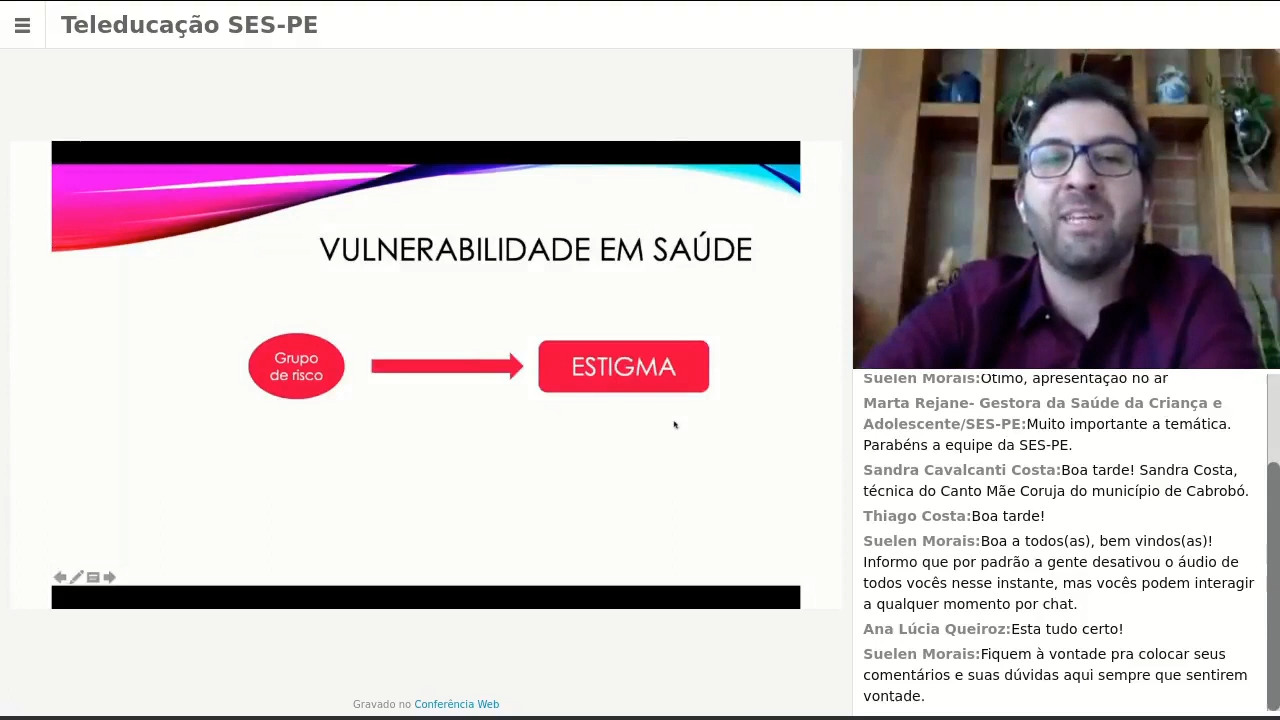 Teleducação SES-PE
VULNERABILIDADE EM SAÚDE
Grupo
de risco
ESTIGMA
Gravado no Conferência Web
Suelen Morais:Ótimo, apresentação no ar
Marta Rejane- Gestora da Saúde da Criança e
Adolescente/SES-PE:Muito importante a temática.
Parabéns a equipe da SES-PE.
Sandra Cavalcanti Costa:Boa tarde! Sandra Costa,
técnica do Canto Mãe Coruja do município de Cabrobó.
Thiago Costa:Boa tarde!
Suelen Morais:Boa a todos(as), bem vindos(as)!
Informo que por padrão a gente desativou o áudio de
todos vocês nesse instante, mas vocês podem interagir
a qualquer momento por chat.
Ana Lúcia Queiroz:Esta tudo certo!
Suelen Morais:Fiquem à vontade pra colocar seus
comentários e suas dúvidas aqui sempre que sentirem
vontade.